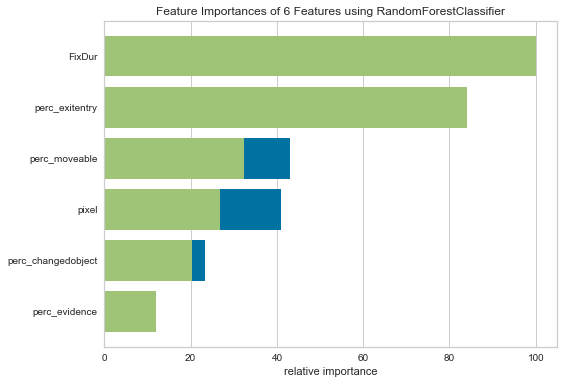 Feature Importances of 6 Features using RandomForestClassifier
FixDur
perc_exitentry
perc_moveable
pixel
perc_changedobject
perc_evidence
0 20 40 60 80 100
relative importance